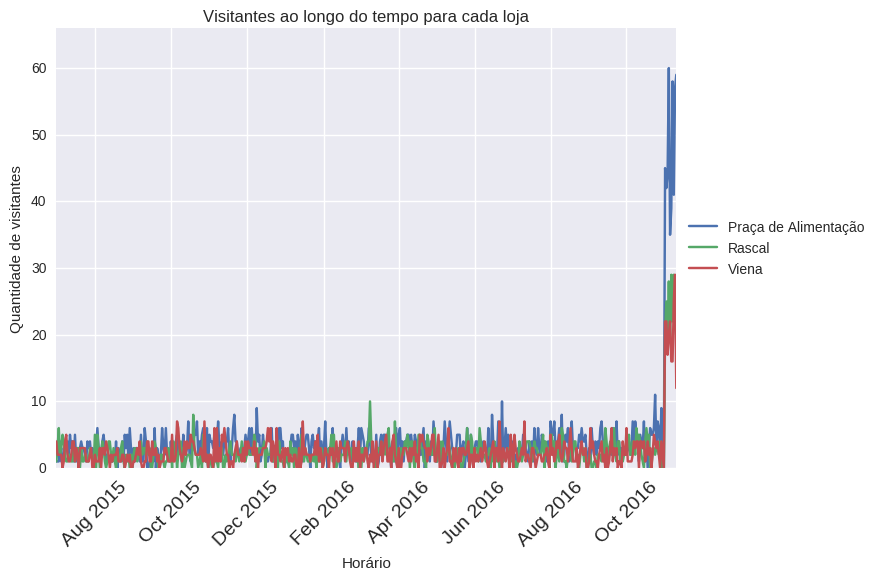 Visitantes ao longo do tempo para cada loja
60
50
40
30
20
10
0
Quantidade de visitantes
Aug 2015
Oct 2015
Dec 2015
Feb 2016
Apr 2016
Jun 2016
Aug 2016
Oct 2016
Horário
Praça de Alimentação
Rascal
Viena